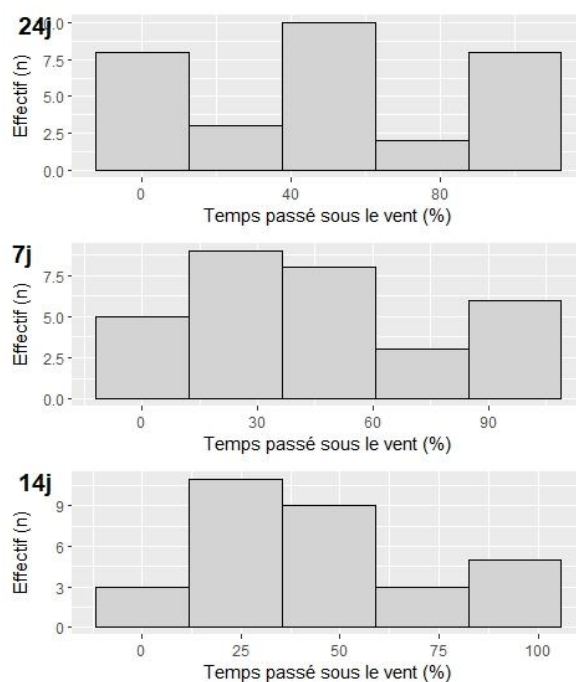 24j
Effectif (n)
10.0
7.5
5.0
2.5
0.0
0 40 80
Temps passé sous le vent (%)
7j
Effectif (n)
7.5
5.0
2.5
0.0
0 30 60 90
Temps passé sous le vent (%)
14j
Effectif (n)
9
6
3
0
0 25 50 75 100
Temps passé sous le vent (%)